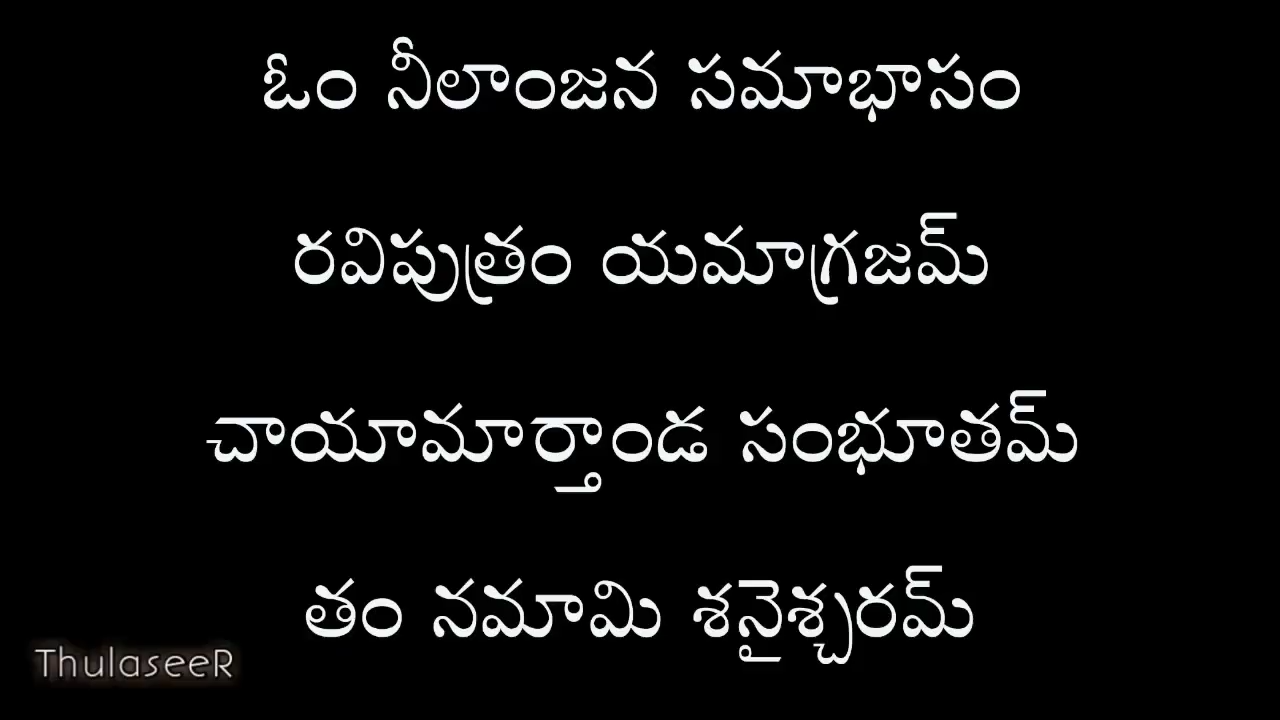 ఓం నీలాంజన సమాభాసం
రవిపుత్రం యమాగ్రజమ్
చాయామార్తాండ సంభూతమ్
తం నమామి శనైశ్చరమ్
ThulaseeR